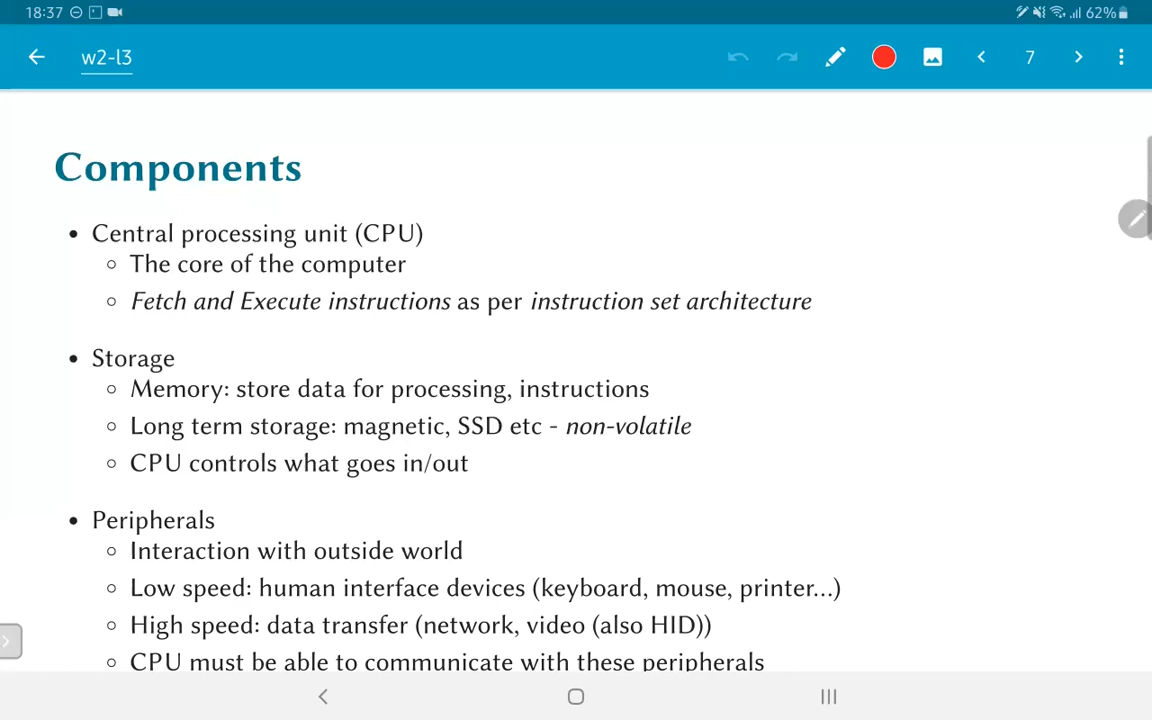 18:37
62%
w2-l3
7
Components
• Central processing unit (CPU)
◦ The core of the computer
◦ Fetch and Execute instructions as per instruction set architecture
• Storage
◦ Memory: store data for processing, instructions
◦ Long term storage: magnetic, SSD etc - non-volatile
◦ CPU controls what goes in/out
• Peripherals
◦ Interaction with outside world
◦ Low speed: human interface devices (keyboard, mouse, printer...)
◦ High speed: data transfer (network, video (also HID))
◦ CPU must be able to communicate with these peripherals